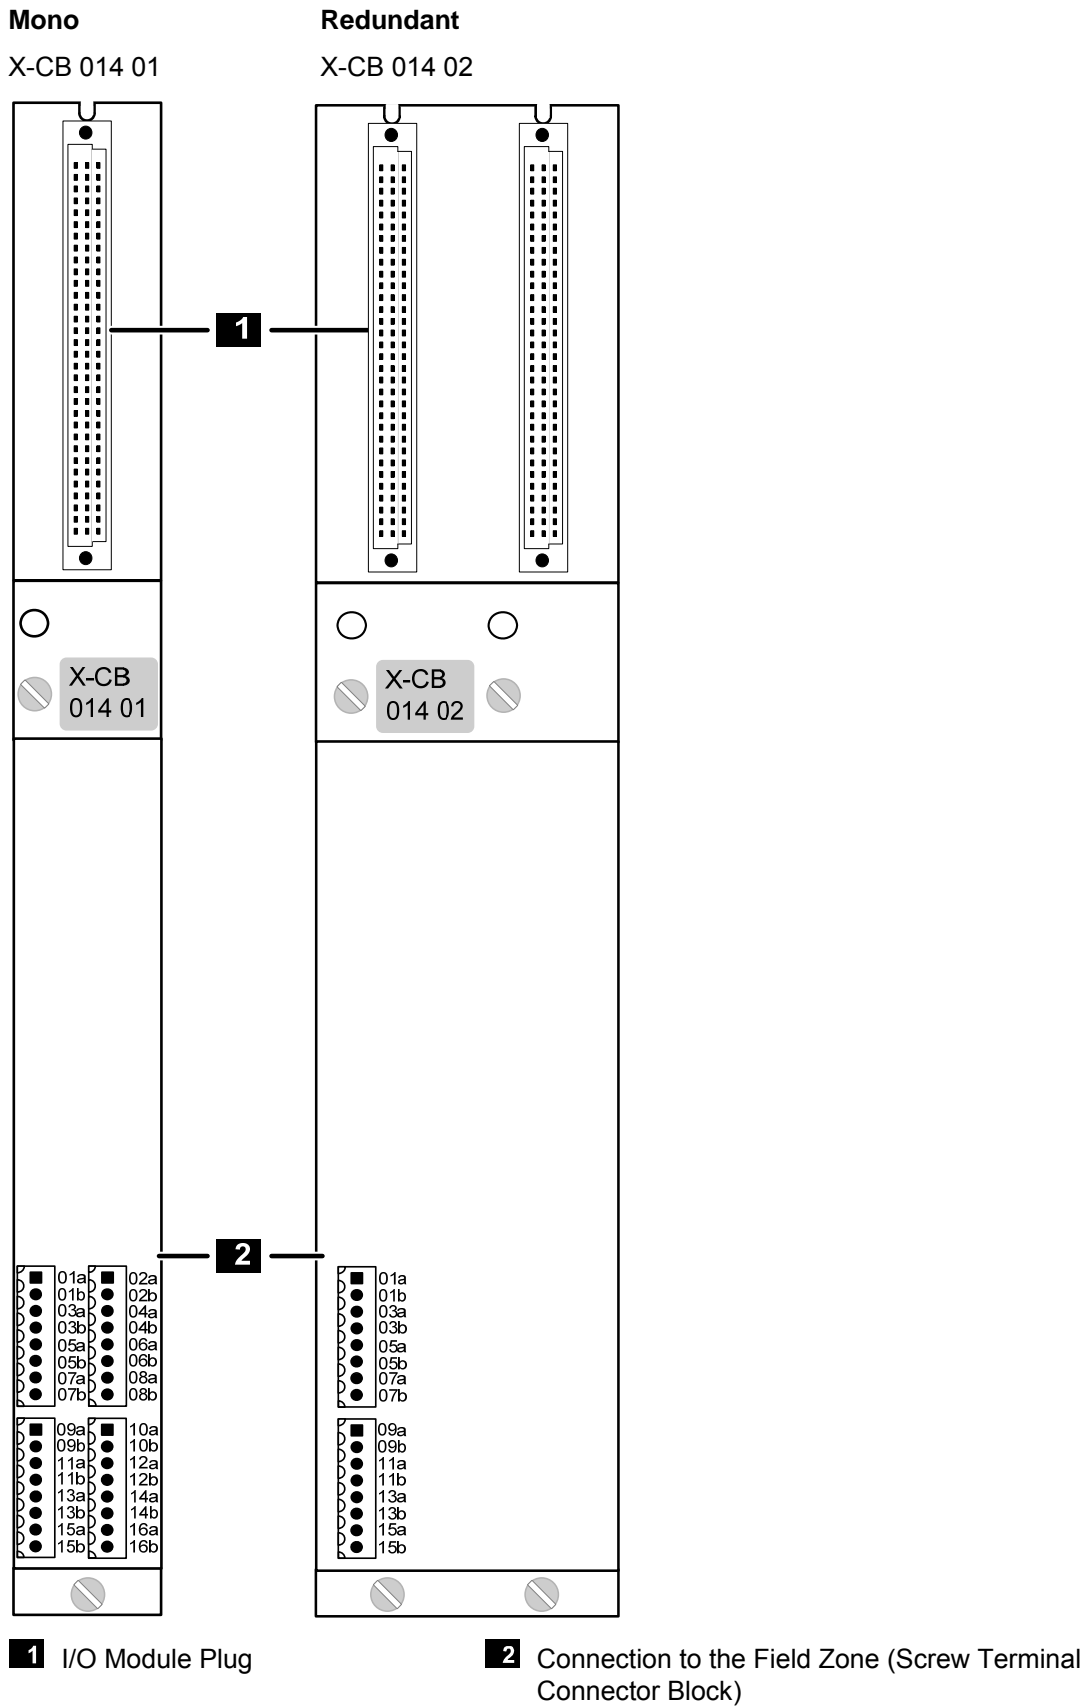 Mono Redundant
X-CB 014 01 X-CB 014 02
1
X-CB
014 01
X-CB
014 02
2
01a 02a 01a
01b 02b 01b
03a 04a 03a
03b 04b 03b
05a 06a 05a
05b 06b 05b
07a 08a 07a
07b 08b 07b
09a 10a 09a
09b 10b 09b
11a 12a 11a
11b 12b 11b
13a 14a 13a
13b 14b 13b
15a 16a 15a
15b 16b 15b
1 I/O Module Plug
2 Connection to the Field Zone (Screw Terminal
Connector Block)